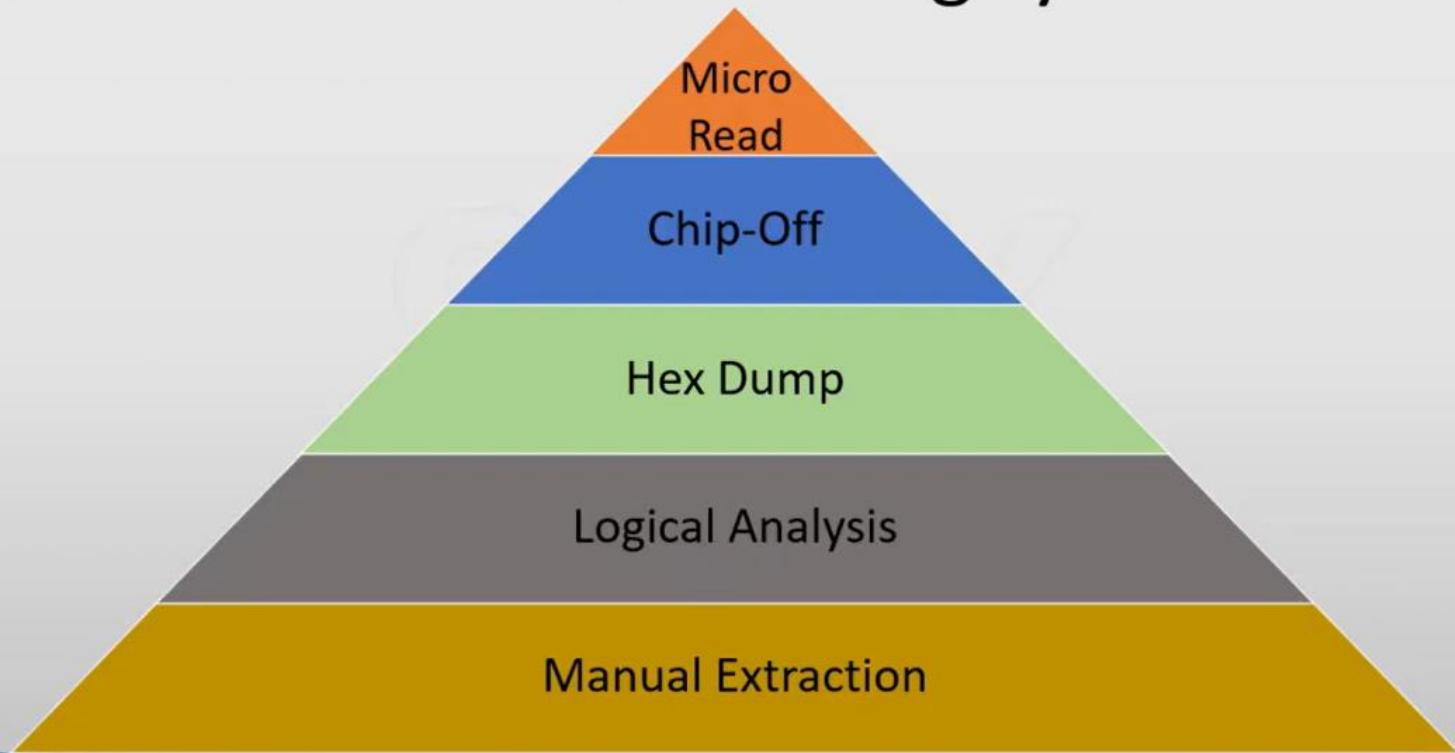 Micro
Read
Chip-Off
Hex Dump
Logical Analysis
Manual Extraction